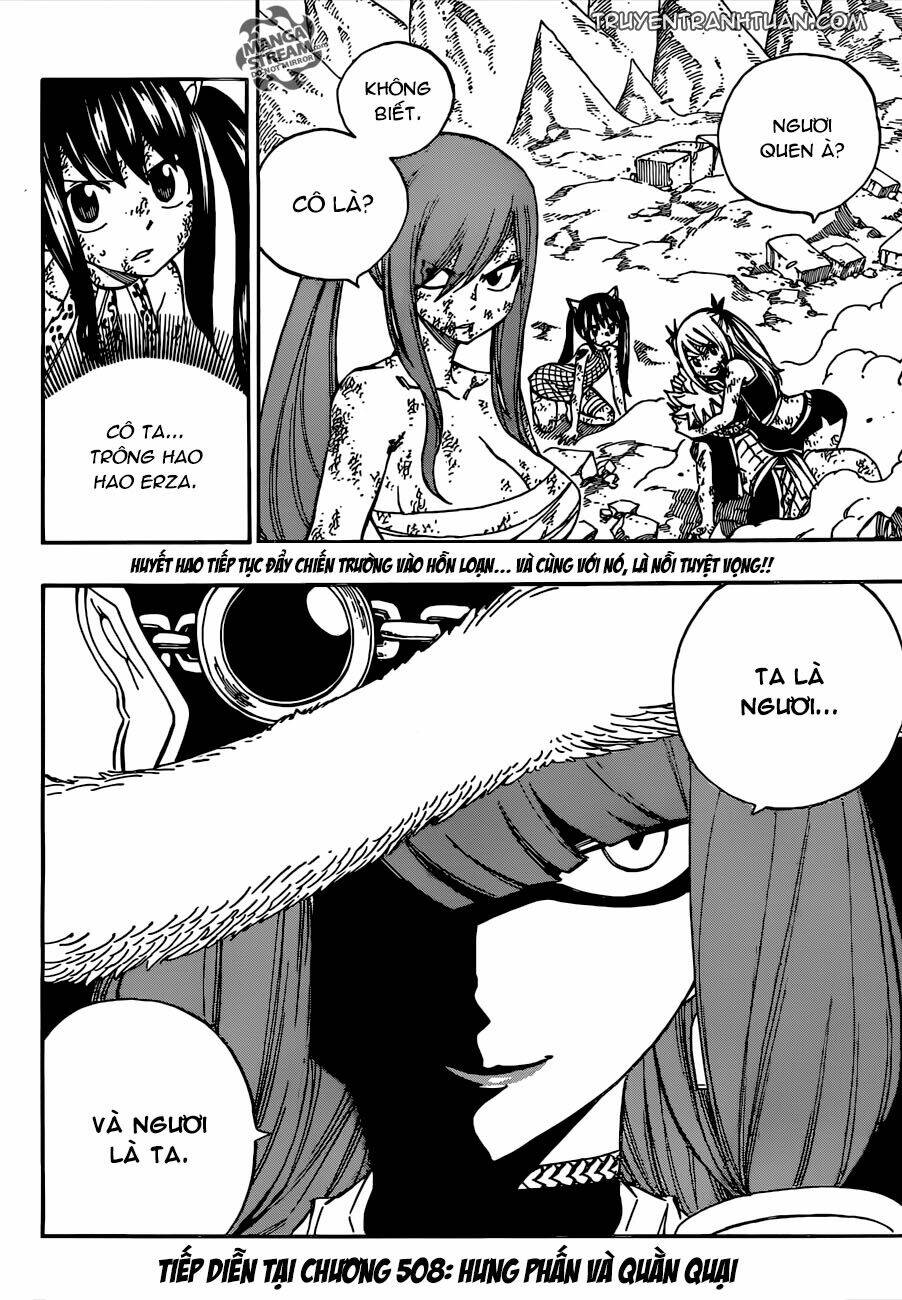 MANGA
STREAM.com
DO NOT MIRROR!
TRUYENTRANHTUAN.COM
NGƯƠI
QUEN À?
KHÔNG
BIẾT.
CÔ LÀ?
CÔ TA...
TRÔNG HAO
HAO ERZA.
HUYẾT HAO TIẾP TỤC ĐẨY CHIẾN TRƯỜNG VÀO HỖN LOẠN... VÀ CÙNG VỚI NÓ, LÀ NỖI TUYỆT VỌNG!!
TA LÀ
NGƯƠI...
VÀ NGƯƠI
LÀ TA.
TIẾP DIỄN TẠI CHƯƠNG 508: HƯNG PHẤN VÀ QUẰN QUẠI